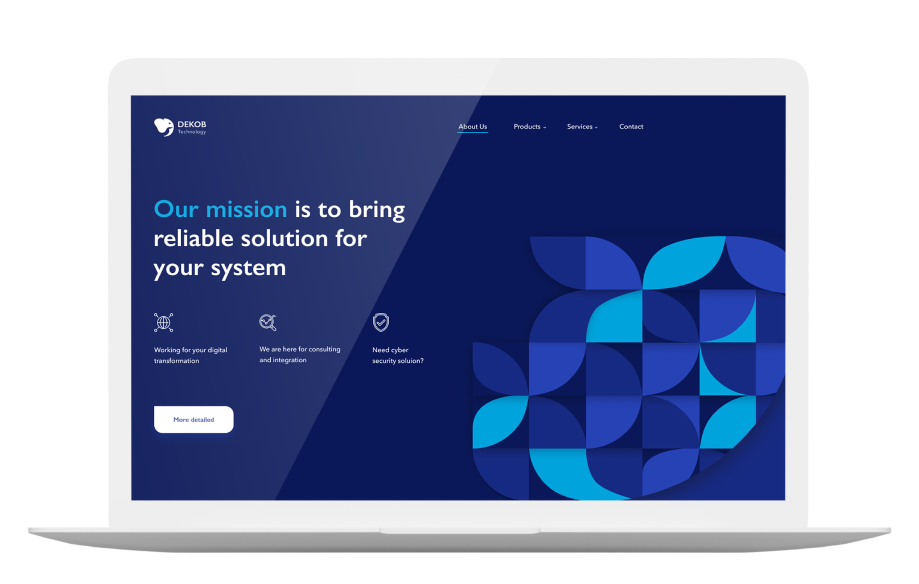 DEKOB
Technology
About Us
Products
Services
Contact
Our mission is to bring
reliable solution for
your system
Working for your digital
transformation
We are here for consulting
and integration
Need cyber
security soluion?
More detailed